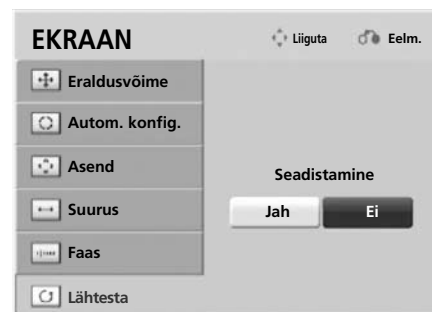 EKRAAN
Liiguta
Eelm.
Eraldusvõime
Autom. konfig.
Asend
Suurus
Faas
Lähtesta
Seadistamine
Jah
Ei